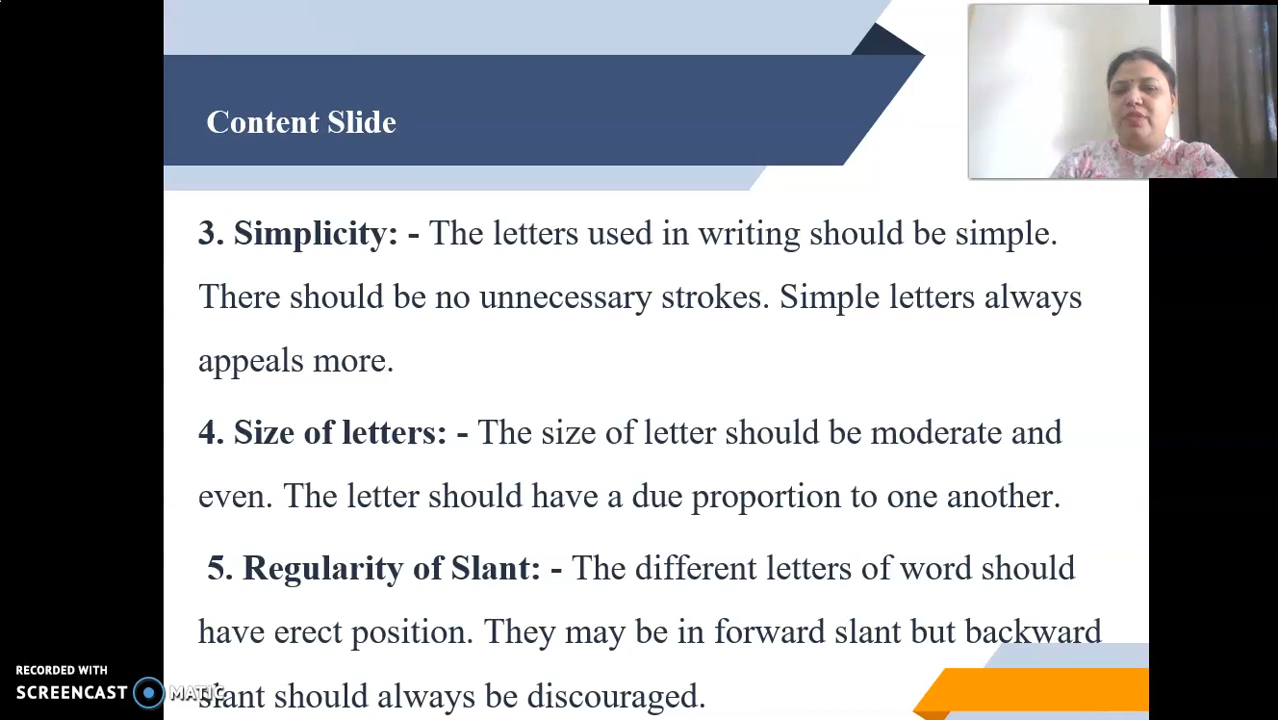 Content Slide
3. Simplicity: - The letters used in writing should be simple.
There should be no unnecessary strokes. Simple letters always
appeals more.
4. Size of letters: - The size of letter should be moderate and
even. The letter should have a due proportion to one another.
5. Regularity of Slant: - The different letters of word should
have erect position. They may be in forward slant but backward
slant should always be discouraged.
RECORDED WITH
SCREENCAST MATIC